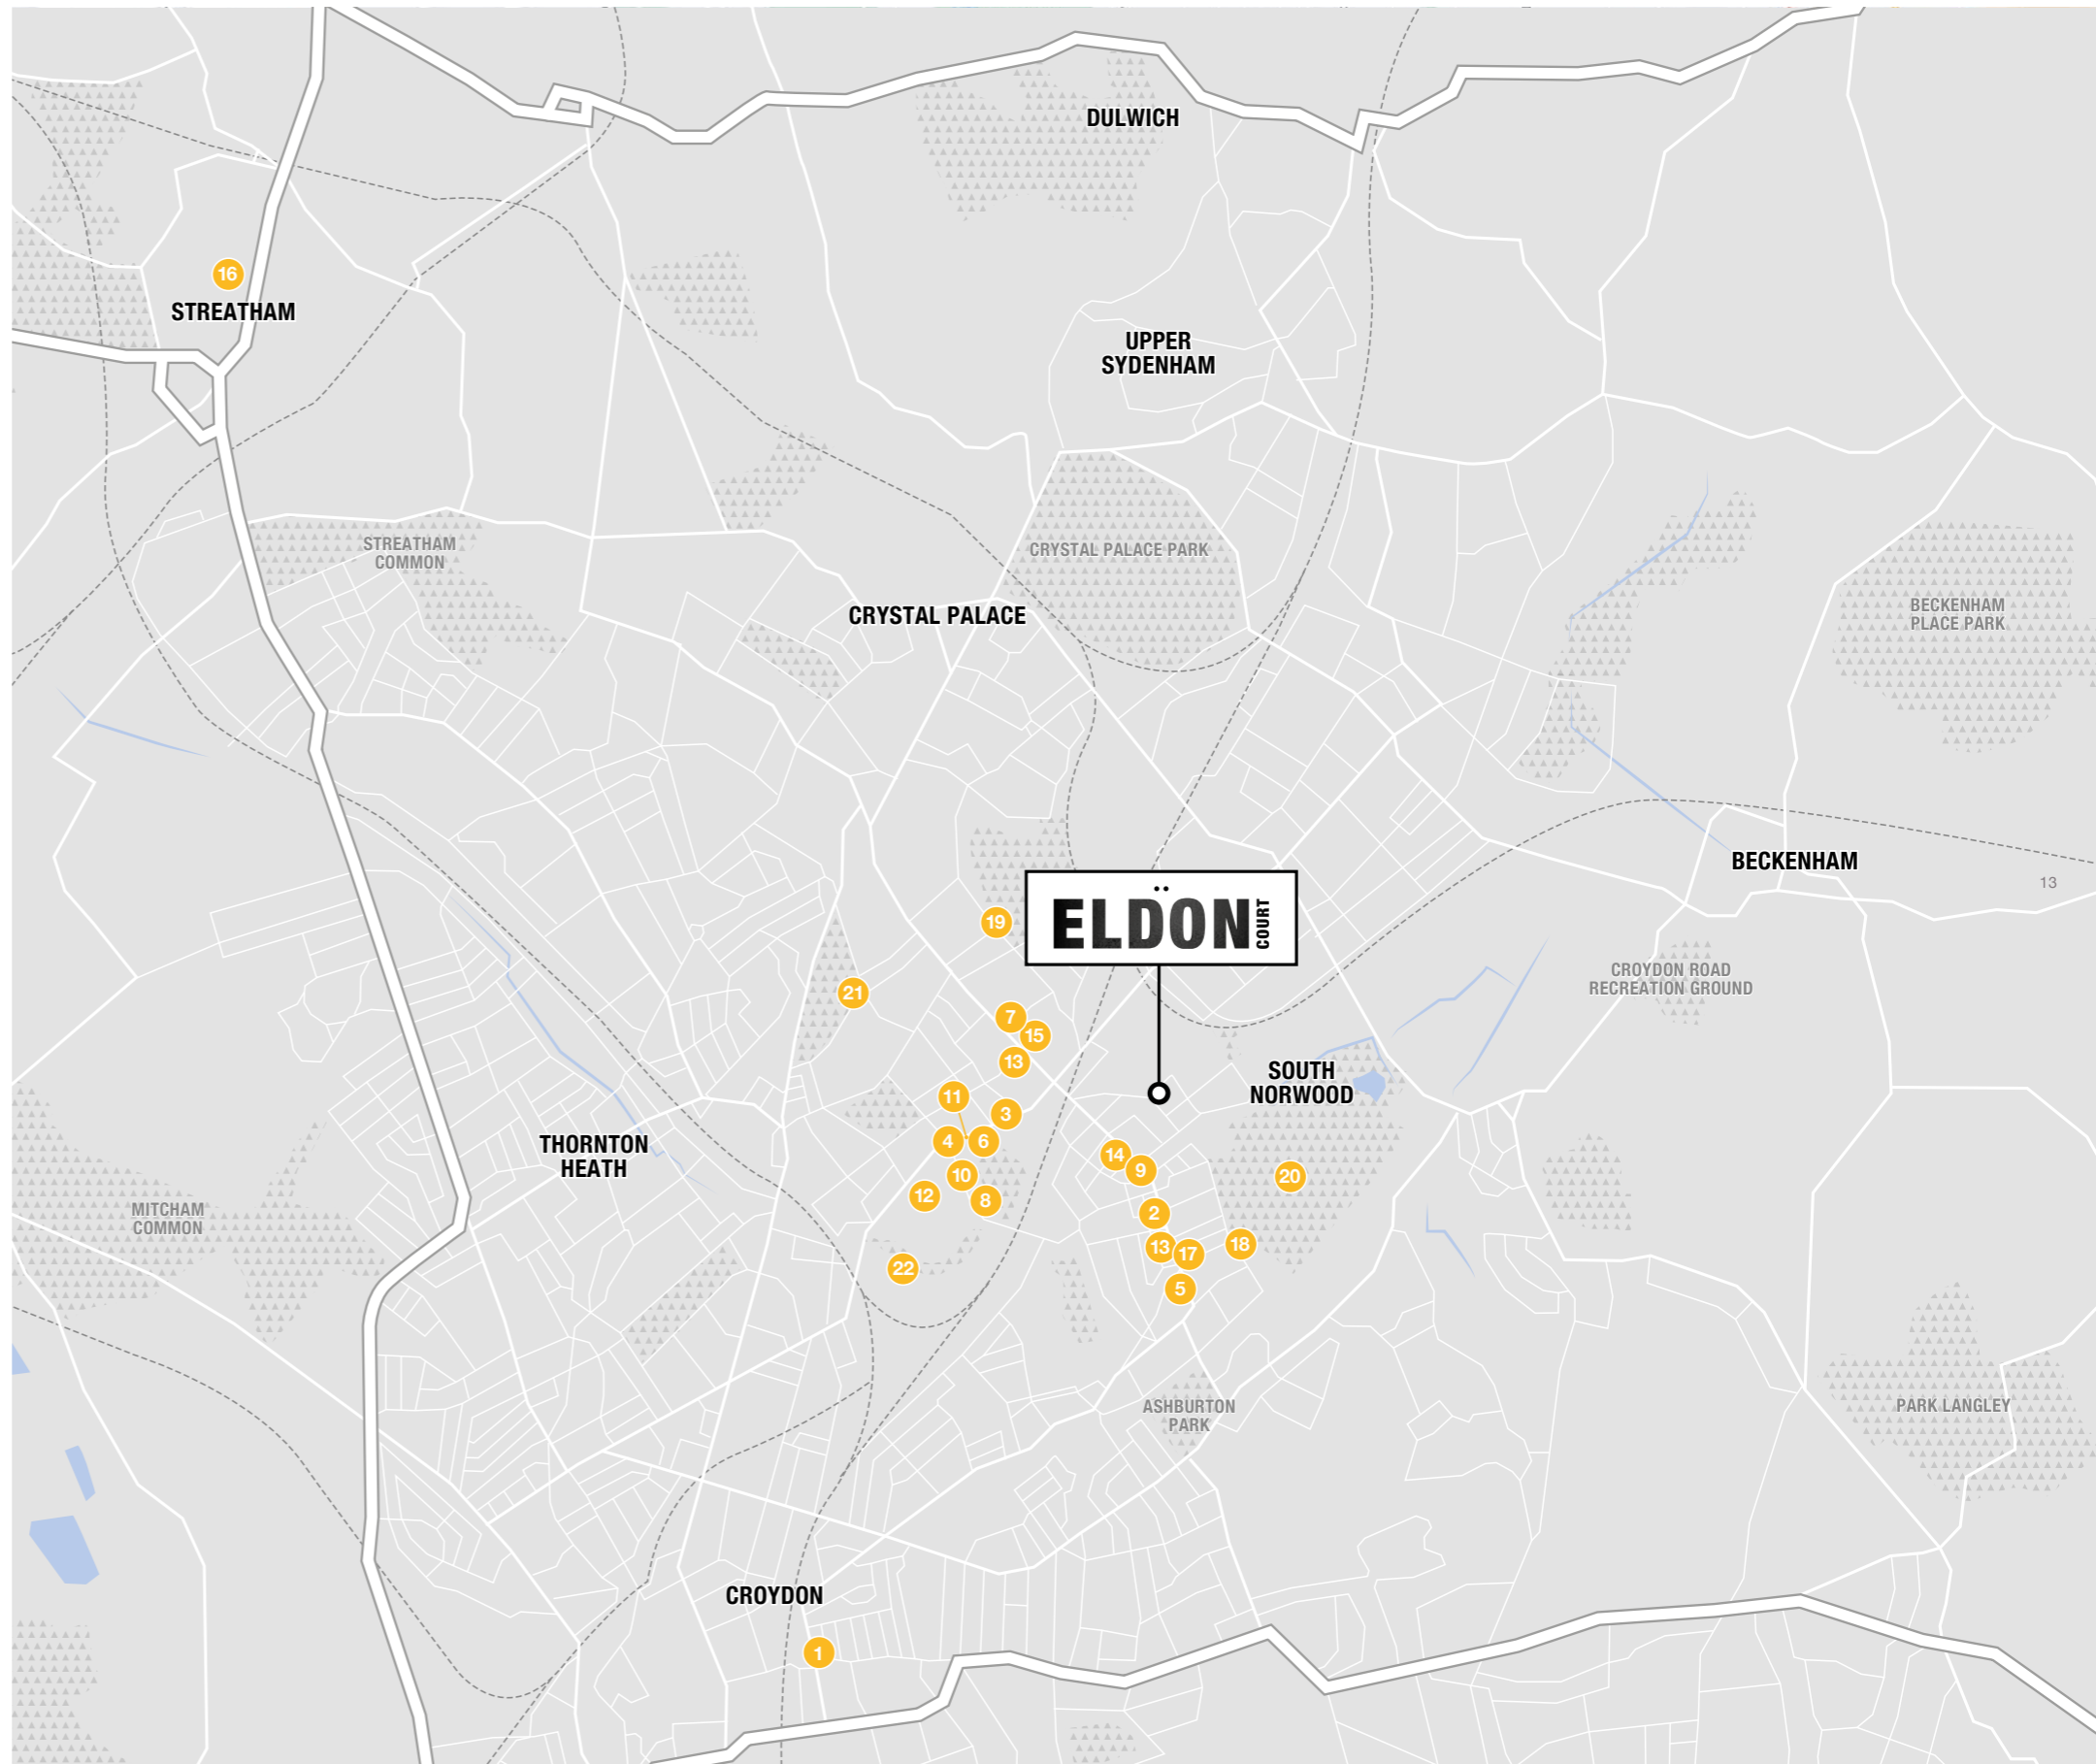 DULWICH
16
STREATHAM
UPPER
SYDENHAM
STREATHAM
COMMON
CRYSTAL PALACE PARK
CRYSTAL PALACE
BECKENHAM
PLACE PARK
BECKENHAM
13
ELDÖN COURT
19
CROYDON ROAD
RECREATION GROUND
21
7
15
13
SOUTH
NORWOOD
11
3
4
6
THORNTON
HEATH
14
9
10
20
12
8
MITCHAM
COMMON
2
13
17
18
22
5
ASHBURTON
PARK
PARK LANGLEY
CROYDON
1